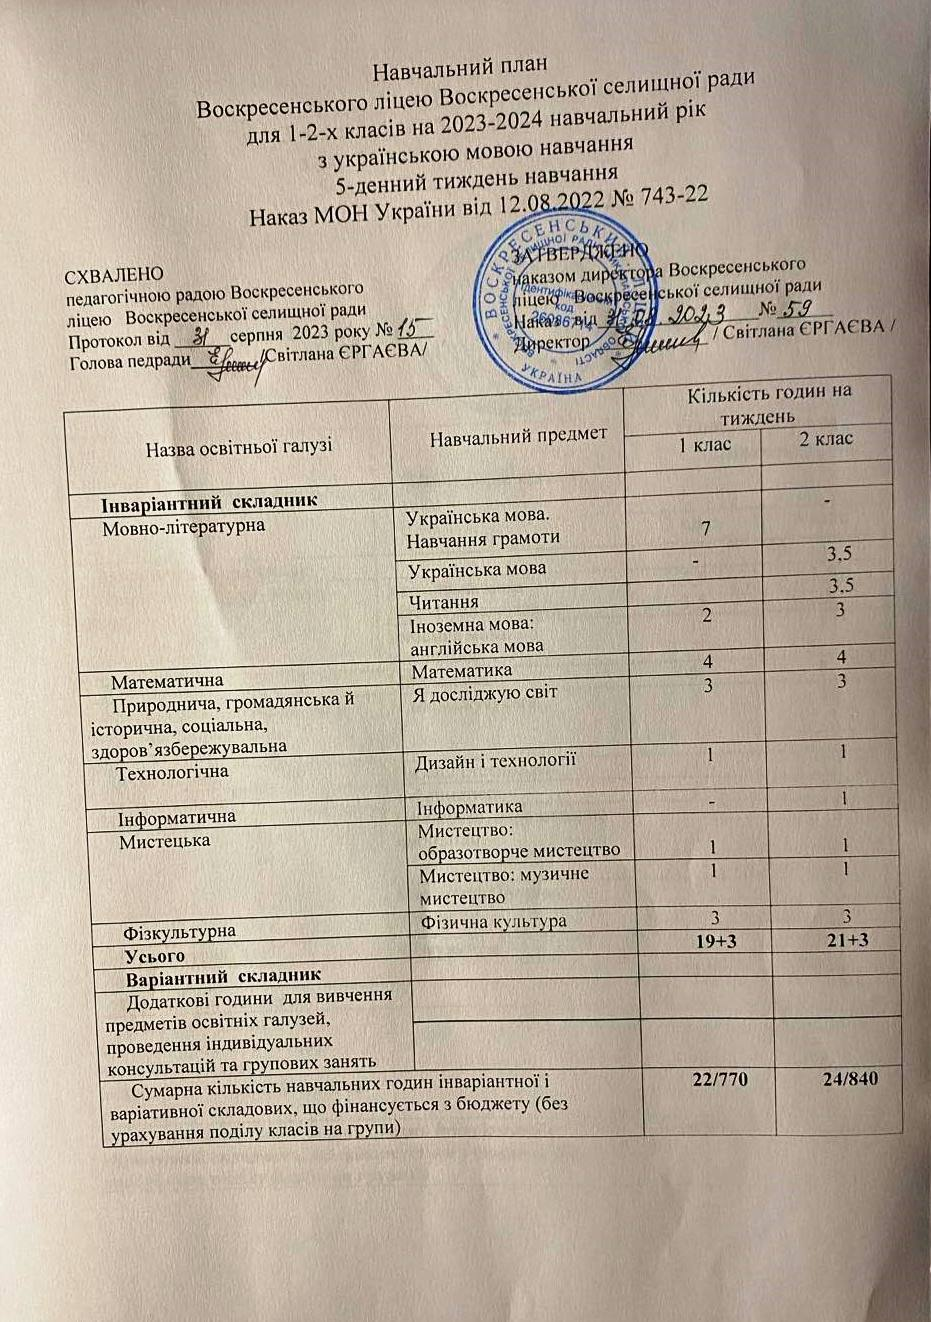 Навчальний план
Воскресенського ліцею Воскресенської селищної ради
для 1-2-х класів на 2023-2024 навчальний рік
з українською мовою навчання
5-денний тиждень навчання
Наказ МОН України від 12.08.2022 № 743-22
СХВАЛЕНО
педагогічною радою Воскресенського
ліцею Воскресенської селищної ради
Протокол від 31 серпня 2023 року № 15
Голова педради /Світлана ЄРГАЄВА/
ЗАТВЕРДЖЕНО
наказом директора Воскресенського
ліцею Воскресенської селищної ради
Наказ від 31.08.2023 № 59
Директор / Світлана ЄРГАЄВА /
ВОСКРЕСЕНСЬКИЙ
УКРАЇНА
Назва освітньої галузі
Навчальний предмет
Кількість годин на
тиждень
1 клас 2 клас
Інваріантний складник
Мовно-літературна
Українська мова.
Навчання грамоти
7 -
Українська мова - 3,5
Читання 3,5
Іноземна мова:
англійська мова
2 3
Математична Математика 4 4
Природнича, громадянська й
історична, соціальна,
здоров’язбережувальна
Я досліджую світ 3 3
Технологічна Дизайн і технології 1 1
Інформатична Інформатика - 1
Мистецька
Мистецтво:
образотворче мистецтво 1 1
Мистецтво: музичне
мистецтво
1 1
Фізкультурна Фізична культура 3 3
Усього 19+3 21+3
Варіантний складник
Додаткові години для вивчення
предметів освітніх галузей,
проведення індивідуальних
консультацій та групових занять
Сумарна кількість навчальних годин інваріантної і
варіативної складових, що фінансується з бюджету (без
урахування поділу класів на групи)
22/770 24/840